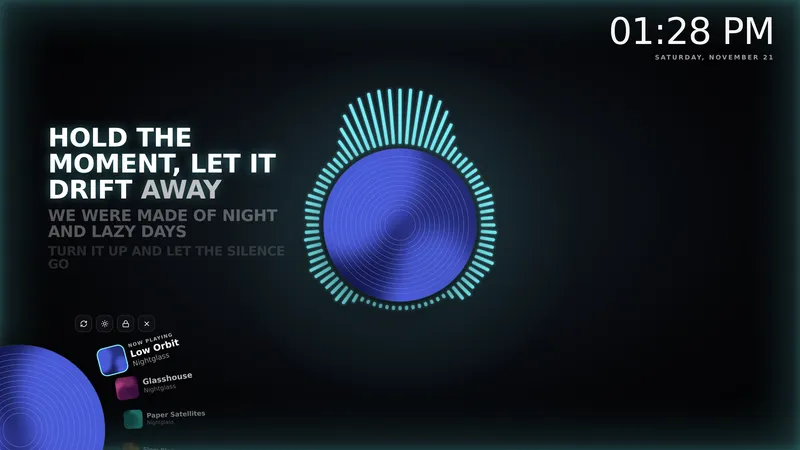 01:28 PM
SATURDAY, NOVEMBER 21
HOLD THE
MOMENT, LET IT
DRIFT AWAY
WE WERE MADE OF NIGHT
AND LAZY DAYS
TURN IT UP AND LET THE SILENCE
GO
NOW PLAYING
Low Orbit
Nightglass
Glasshouse
Nightglass
Paper Satellites
Nightglass